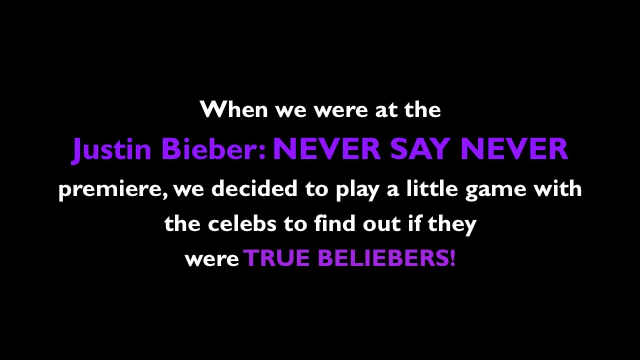 When we were at the
Justin Bieber: NEVER SAY NEVER
premiere, we decided to play a little game with
the celebs to find out if they
were TRUE BELIEBERS!